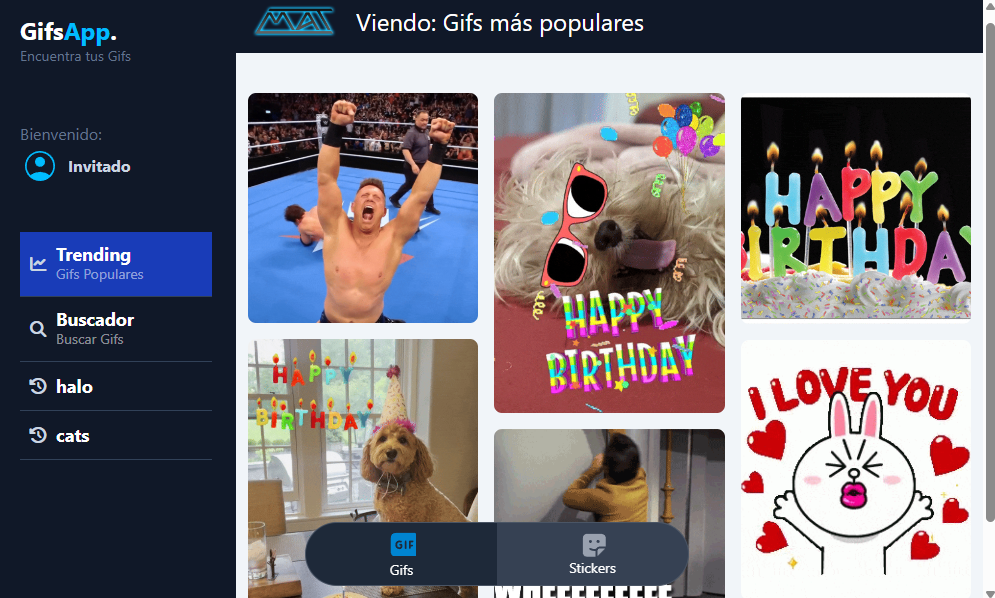 GifsApp.
Encuentra tus Gifs
Bienvenido:
Invitado
Trending
Gifs Populares
Buscador
Buscar Gifs
halo
cats
MAI
Viendo: Gifs más populares
HAPPY
BIRTHDAY
HAPPY
BIRTHDAY
HAPPY
BIRTHDAY
I LOVE YOU
GIF
Gifs
Stickers